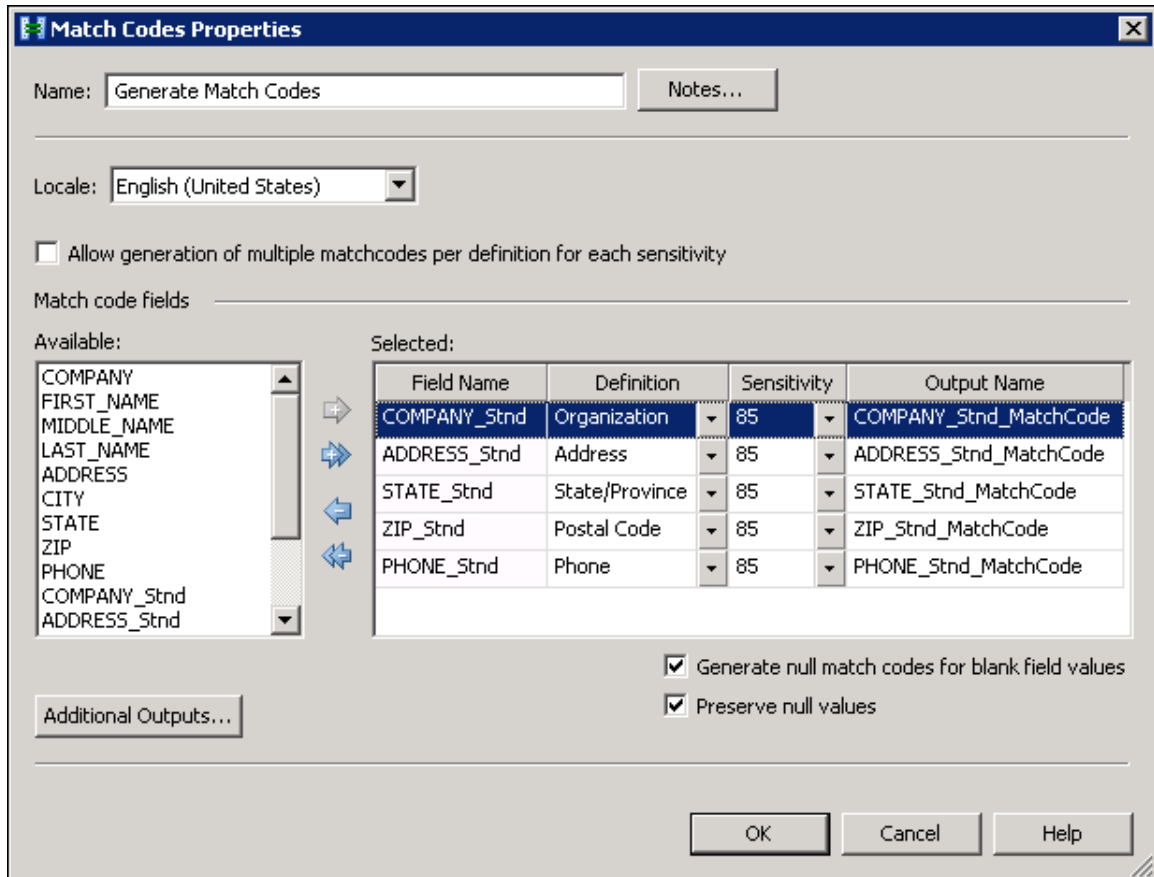 Match Codes Properties
Name: Generate Match Codes Notes...
Locale: English (United States)
Allow generation of multiple matchcodes per definition for each sensitivity
Match code fields
Available:
COMPANY
FIRST_NAME
MIDDLE_NAME
LAST_NAME
ADDRESS
CITY
STATE
ZIP
PHONE
COMPANY_Stnd
ADDRESS_Stnd
Selected:
Field Name Definition Sensitivity Output Name
COMPANY_Stnd Organization 85 COMPANY_Stnd_MatchCode
ADDRESS_Stnd Address 85 ADDRESS_Stnd_MatchCode
STATE_Stnd State/Province 85 STATE_Stnd_MatchCode
ZIP_Stnd Postal Code 85 ZIP_Stnd_MatchCode
PHONE_Stnd Phone 85 PHONE_Stnd_MatchCode
Generate null match codes for blank field values
Preserve null values
Additional Outputs...
OK Cancel Help